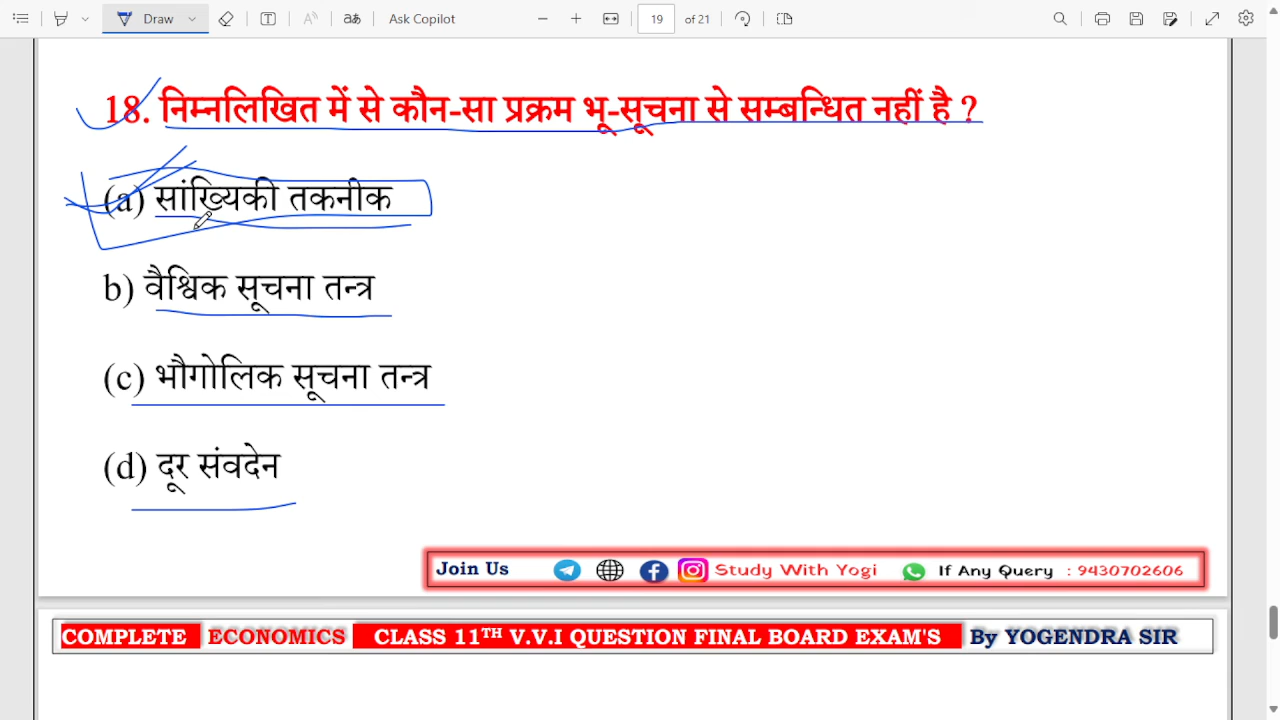 Draw
Ask Copilot
19 of 21
18. निम्नलिखित में से कौन-सा प्रक्रम भू-सूचना से सम्बन्धित नहीं है ?
(a) सांख्यिकी तकनीक
b) वैश्विक सूचना तन्त्र
(c) भौगोलिक सूचना तन्त्र
(d) दूर संवदेन
Join Us Study With Yogi If Any Query : 9430702606
COMPLETE ECONOMICS CLASS 11TH V.V.I QUESTION FINAL BOARD EXAM'S By YOGENDRA SIR